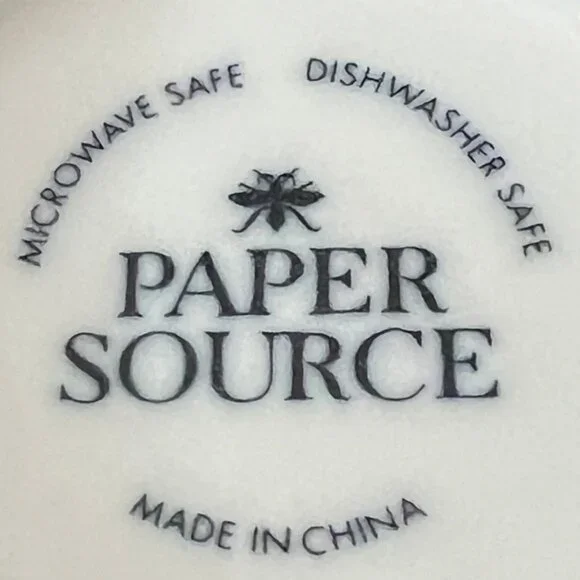 MICROWAVE SAFE
DISHWASHER SAFE
PAPER
SOURCE
MADE IN CHINA